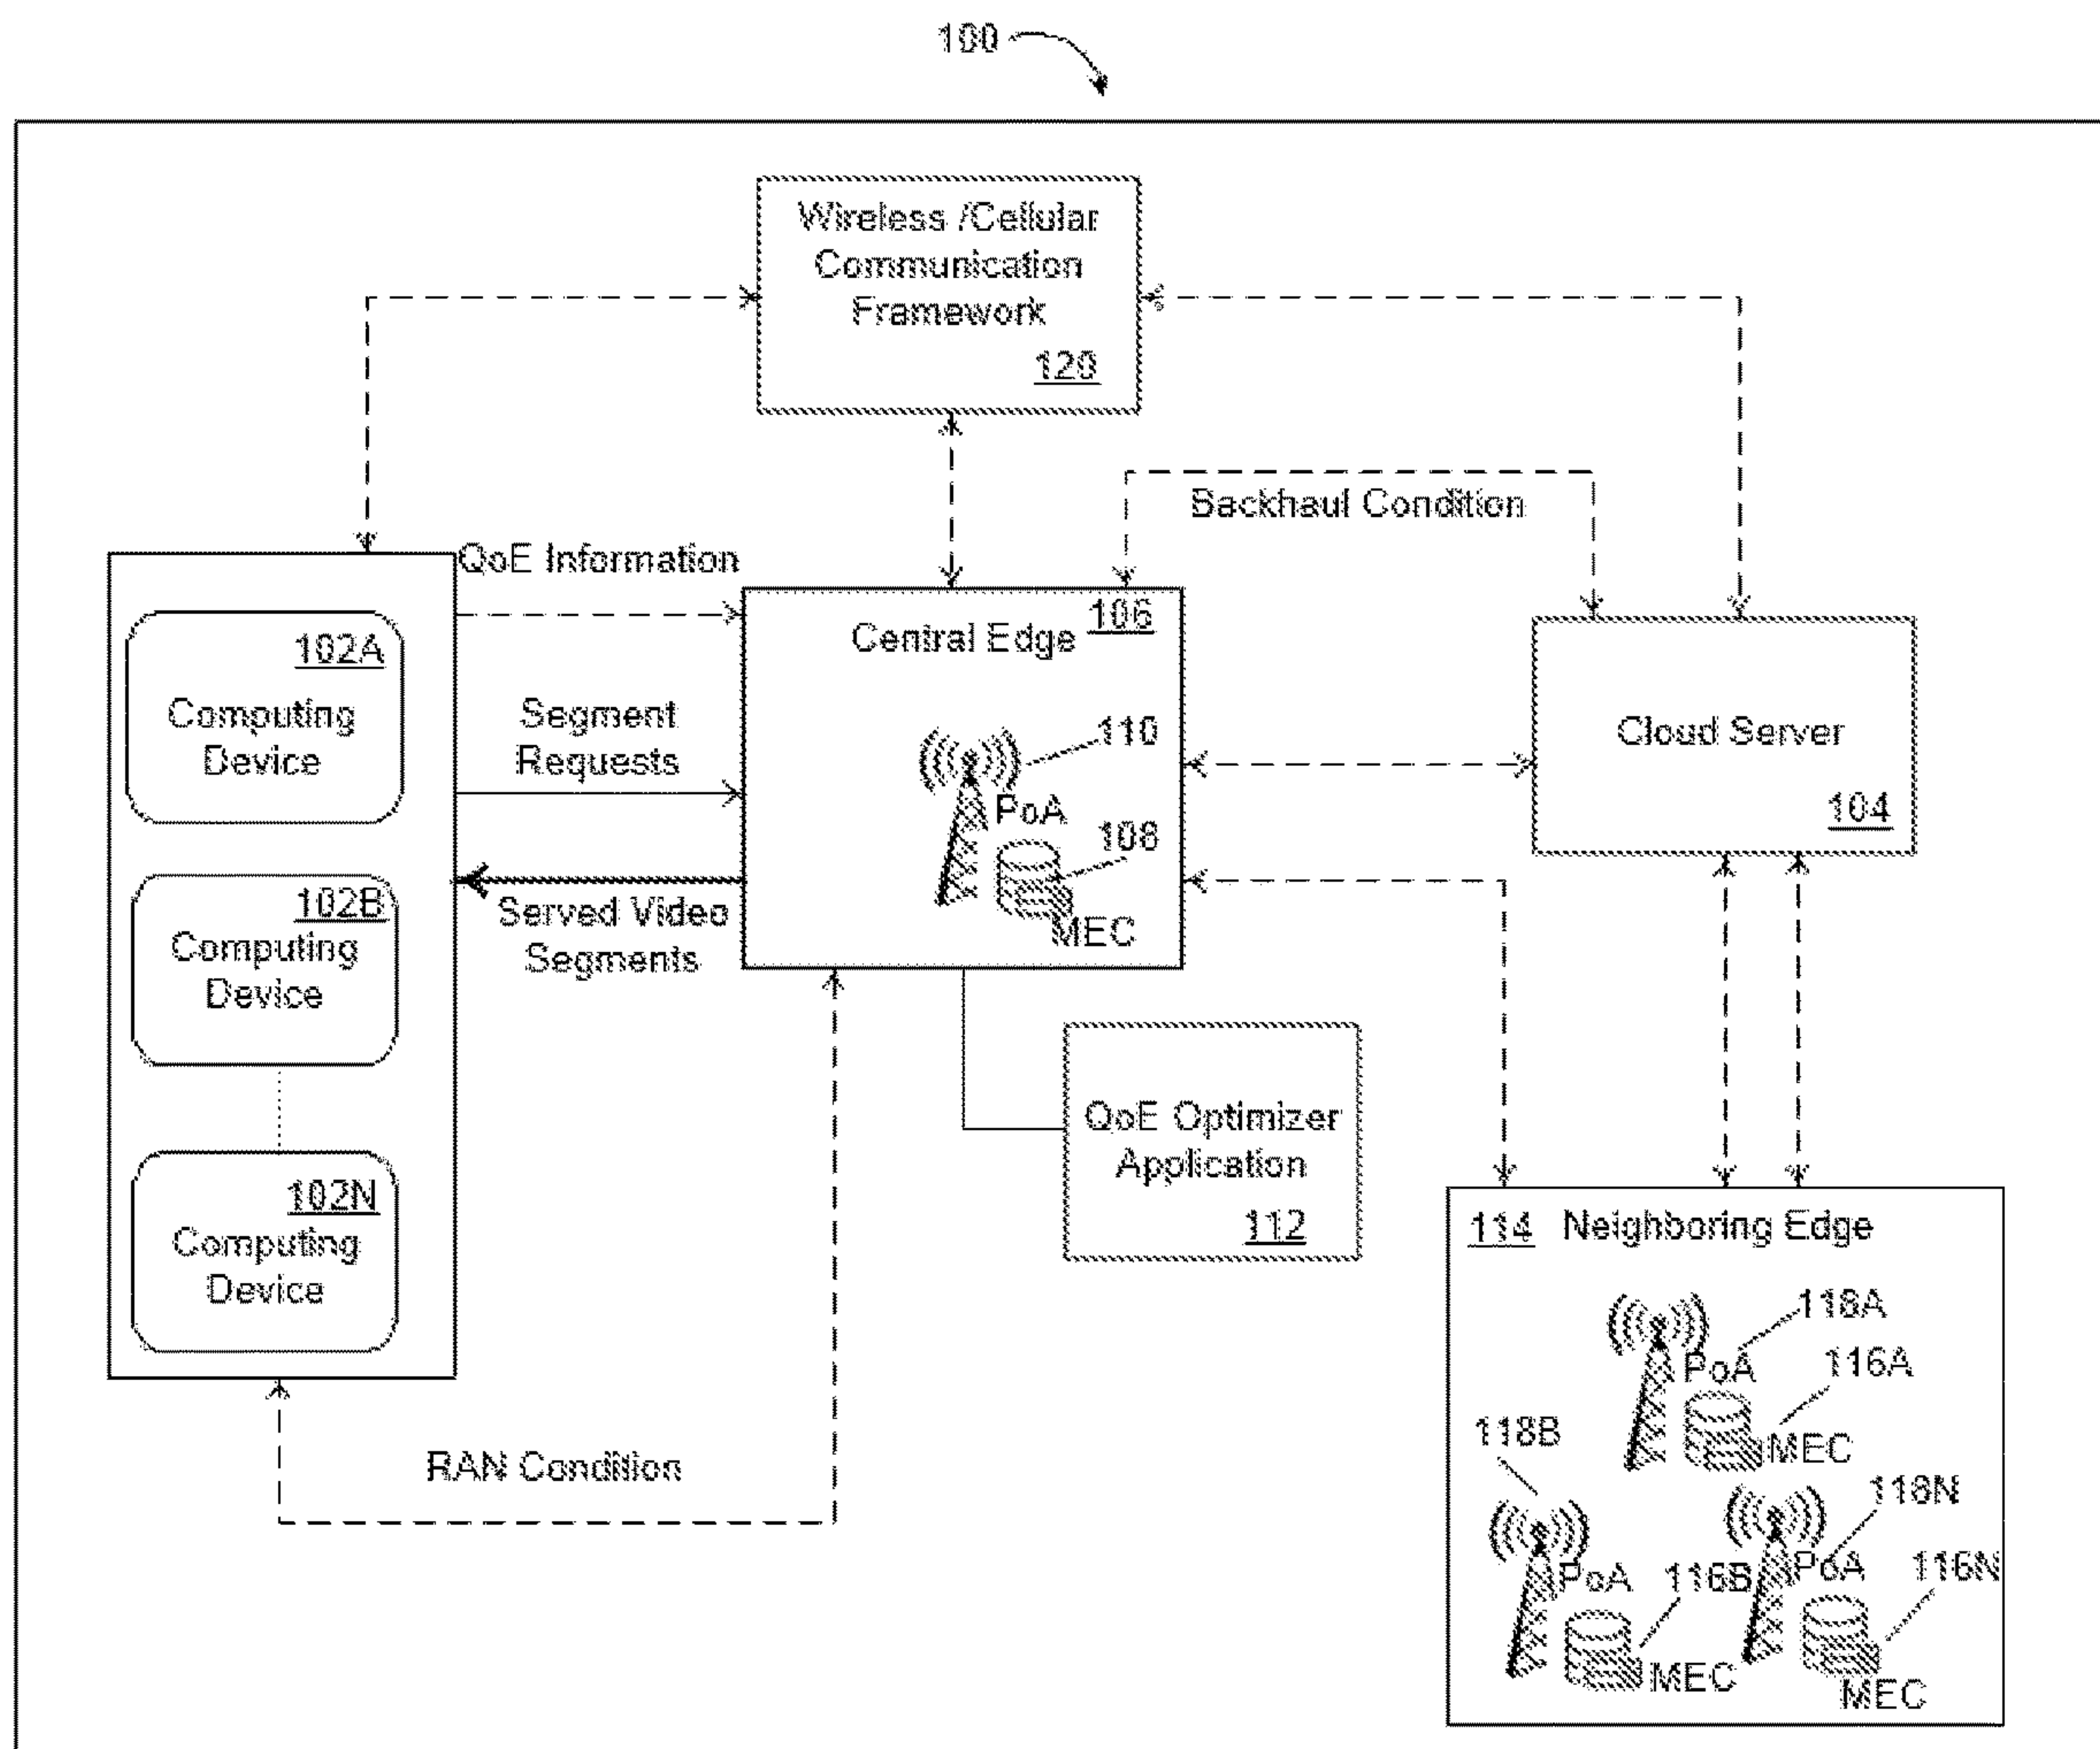 100
Wireless /Cellular
Communication
Framework
120
Backhaul Condition
QoE Information
102A
Computing
Device
Segment
Requests
106
Central Edge
110
PoA
108
MEC
Cloud Server
104
Served Video
Segments
102B
Computing
Device
102N
Computing
Device
QoE Optimizer
Application
112
RAN Condition
114 Neighboring Edge
118A
PoA
116A
MEC
118B
PoA
116B
MEC
118N
PoA
116N
MEC